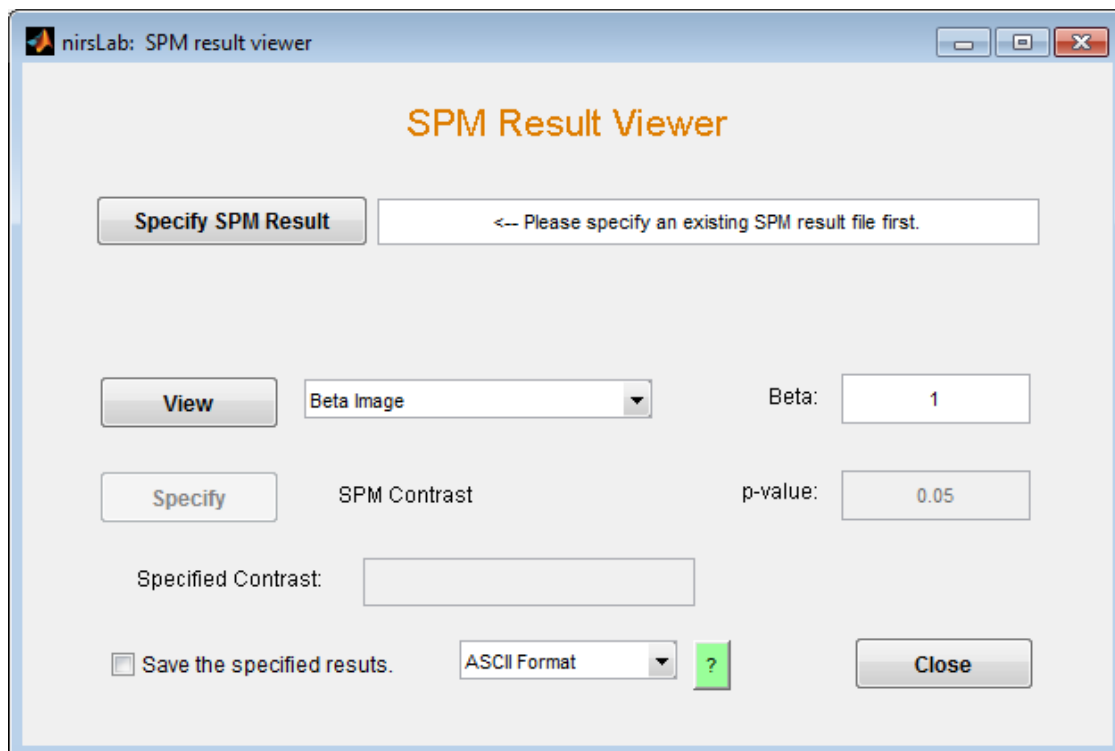 nirsLab: SPM result viewer
SPM Result Viewer
Specify SPM Result <-- Please specify an existing SPM result file first.
View Beta Image Beta: 1
Specify SPM Contrast p-value: 0.05
Specified Contrast:
Save the specified resuts. ASCII Format ? Close